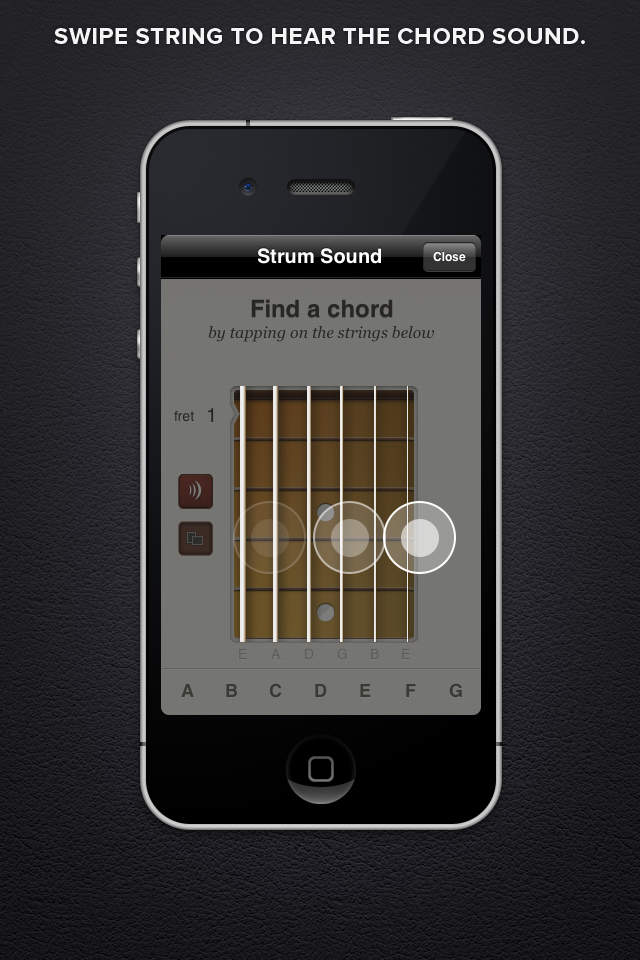 SWIPE STRING TO HEAR THE CHORD SOUND.
Strum Sound
Close
Find a chord
by tapping on the strings below
fret 1
E A D G B E
A B C D E F G